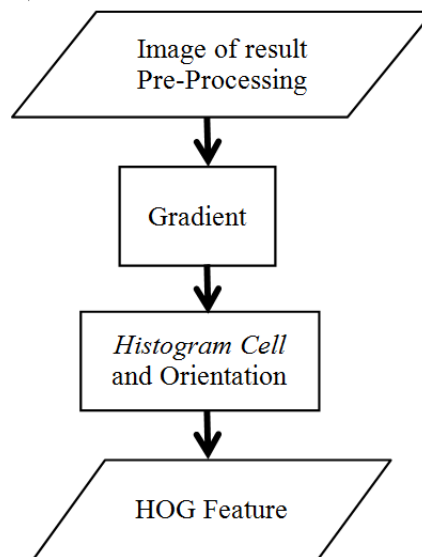 Image of result
Pre-Processing
Gradient
Histogram Cell
and Orientation
HOG Feature